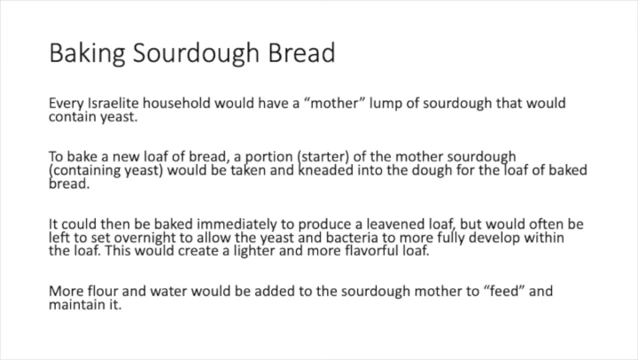 Baking Sourdough Bread
Every Israelite household would have a “mother” lump of sourdough that would
contain yeast.
To bake a new loaf of bread, a portion (starter) of the mother sourdough
(containing yeast) would be taken and kneaded into the dough for the loaf of baked
bread.
It could then be baked immediately to produce a leavened loaf, but would often be
left to set overnight to allow the yeast and bacteria to more fully develop within
the loaf. This would create a lighter and more flavorful loaf.
More flour and water would be added to the sourdough mother to “feed” and
maintain it.